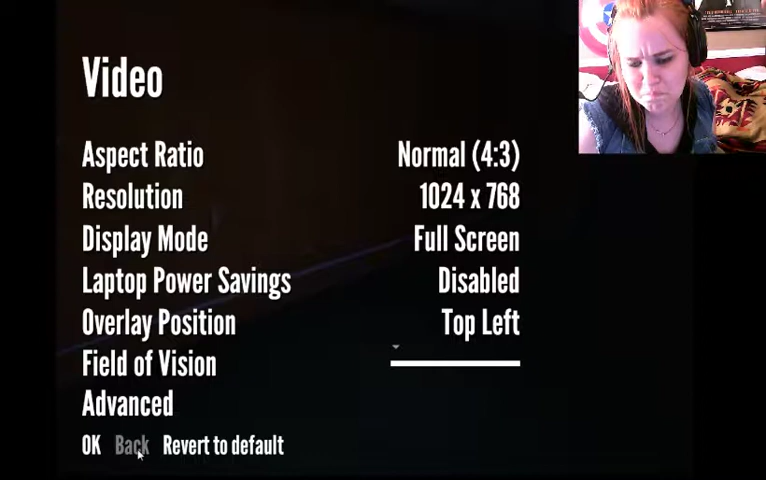 Video
Aspect Ratio Normal (4:3)
Resolution 1024 x 768
Display Mode Full Screen
Laptop Power Savings Disabled
Overlay Position Top Left
Field of Vision
Advanced
OK Back Revert to default